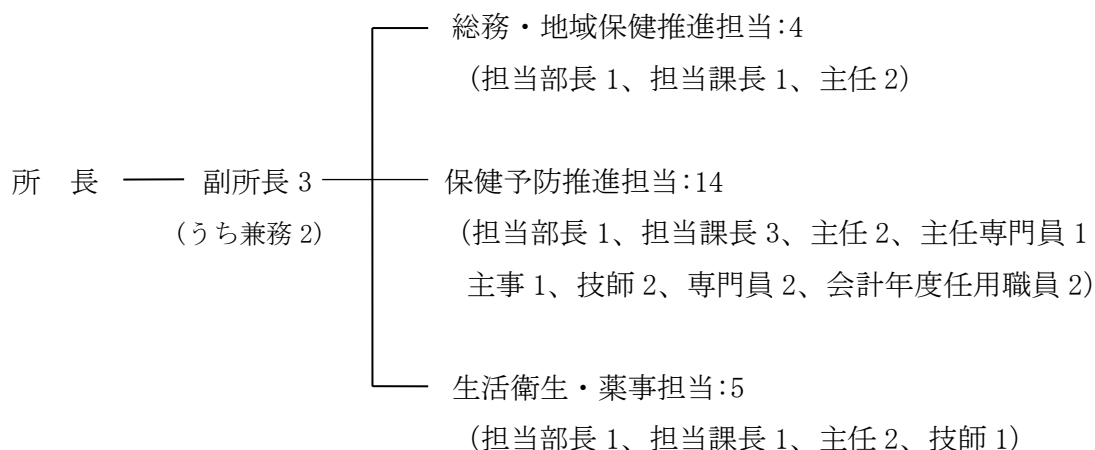 総務・地域保健推進担当:4
(担当部長 1、担当課長 1、主任 2)
所　長　副所長 3　保健予防推進担当:14
(うち兼務 2)　(担当部長 1、担当課長 3、主任 2、主任専門員 1
主事 1、技師 2、専門員 2、会計年度任用職員 2)
生活衛生・薬事担当:5
(担当部長 1、担当課長 1、主任 2、技師 1)